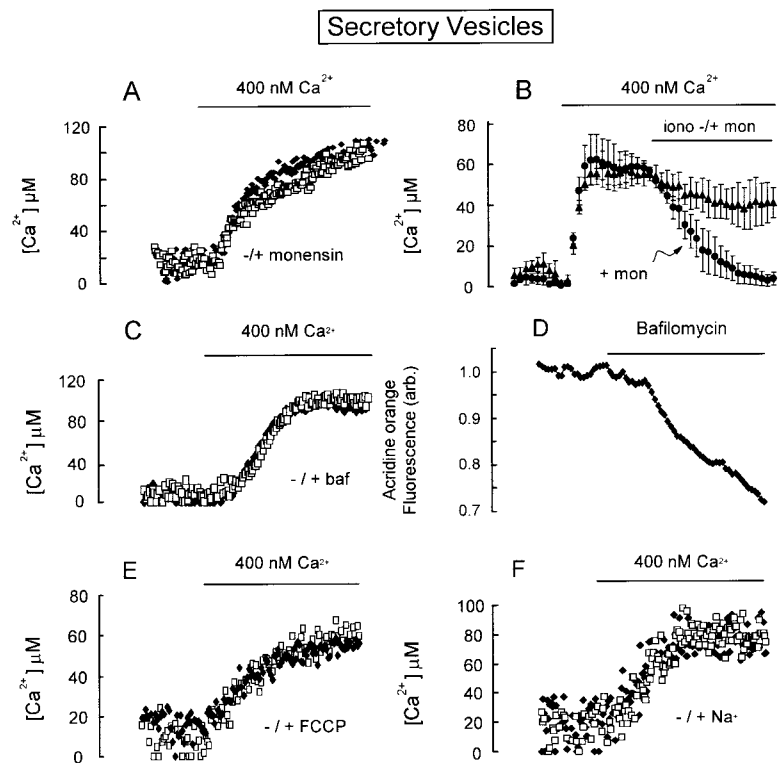 Secretory Vesicles
A
400 nM Ca2+
120
80
40
0
[Ca2+] µM
-/+ monensin
B
400 nM Ca2+
iono -/+ mon
80
60
40
20
0
[Ca2+] µM
+ mon
C
400 nM Ca2+
120
80
40
0
[Ca2+] µM
- / + baf
D
Bafilomycin
1.0
0.9
0.8
0.7
Acridine orange
Fluorescence (arb.)
E
400 nM Ca2+
80
60
40
20
0
[Ca2+] µM
- / + FCCP
F
400 nM Ca2+
100
80
60
40
20
0
[Ca2+] µM
- / + Na+